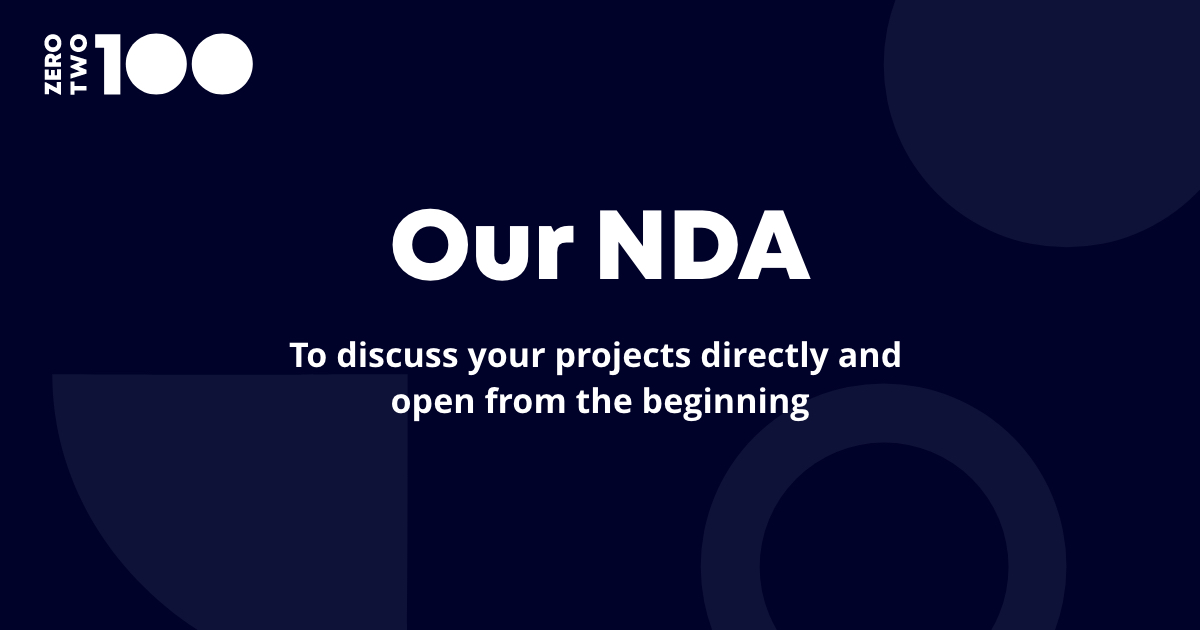 ZERO
TWO
100
Our NDA
To discuss your projects directly and
open from the beginning